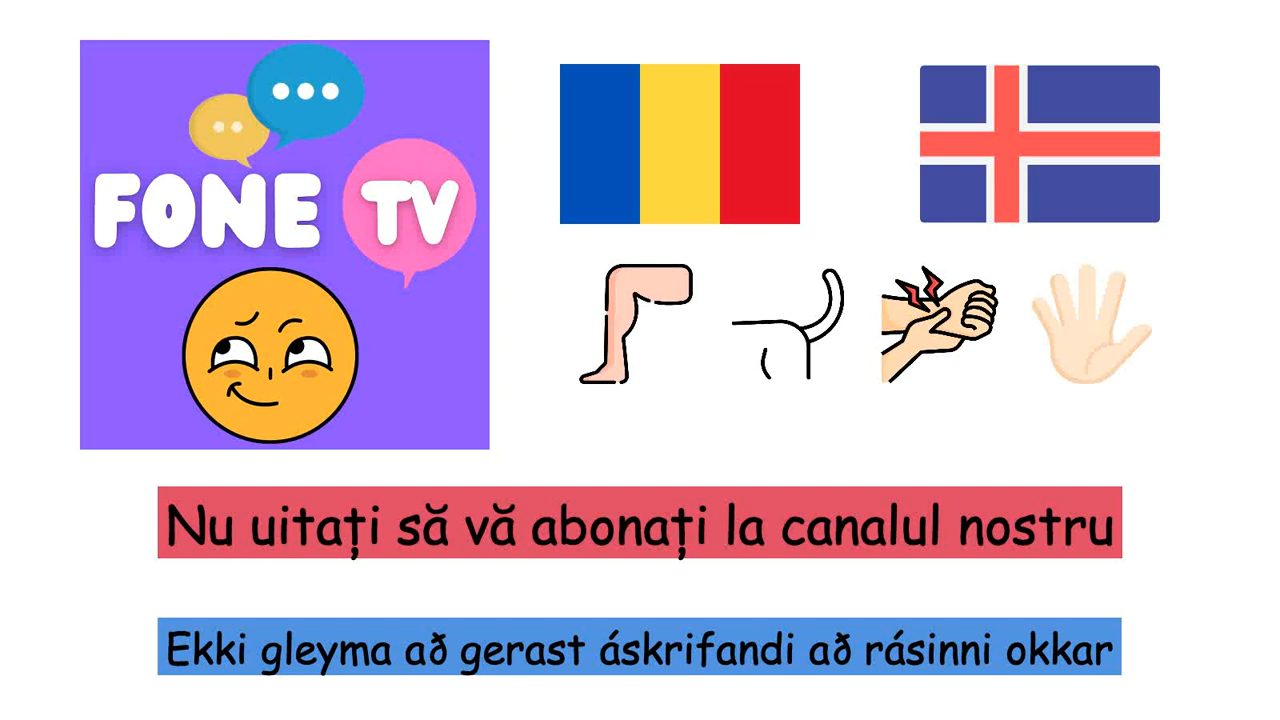 FONE TV
Nu uitați să vă abonați la canalul nostru
Ekki gleyma að gerast áskrifandi að rásinni okkar